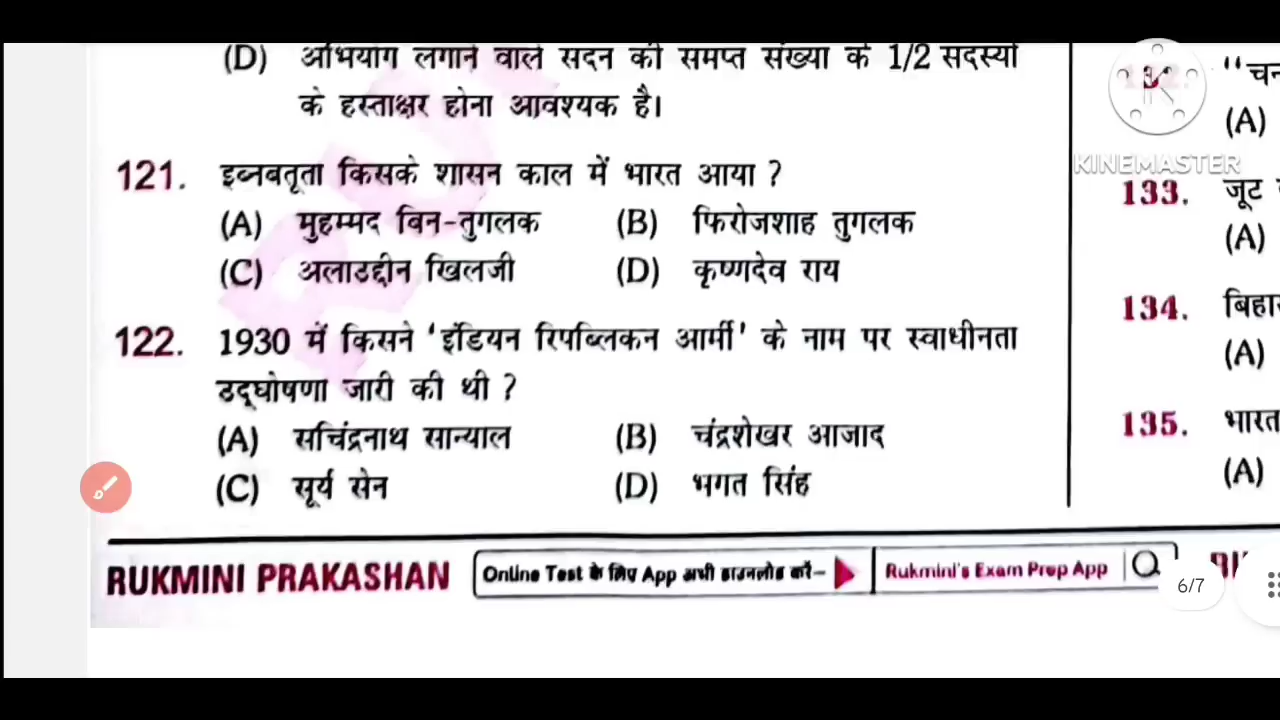 (D) अभियोग लगाने वाले सदन की समप्त संख्या के 1/2 सदस्यों
के हस्ताक्षर होना आवश्यक है।
121. इब्नबतूता किसके शासन काल में भारत आया ?
(A) मुहम्मद बिन-तुगलक (B) फिरोजशाह तुगलक
(C) अलाउद्दीन खिलजी (D) कृष्णदेव राय
122. 1930 में किसने 'इंडियन रिपब्लिकन आर्मी' के नाम पर स्वाधीनता
उद्घोषणा जारी की थी ?
(A) सचिंद्रनाथ सान्याल (B) चंद्रशेखर आजाद
(C) सूर्य सेन (D) भगत सिंह
RUKMINI PRAKASHAN
Online Test के लिए App अभी डाउनलोड करें–
Rukmini's Exam Prep App
6/7
(A)
133. जूट
(A)
134.
(A)
135. भारत
(A)
KINEMASTER